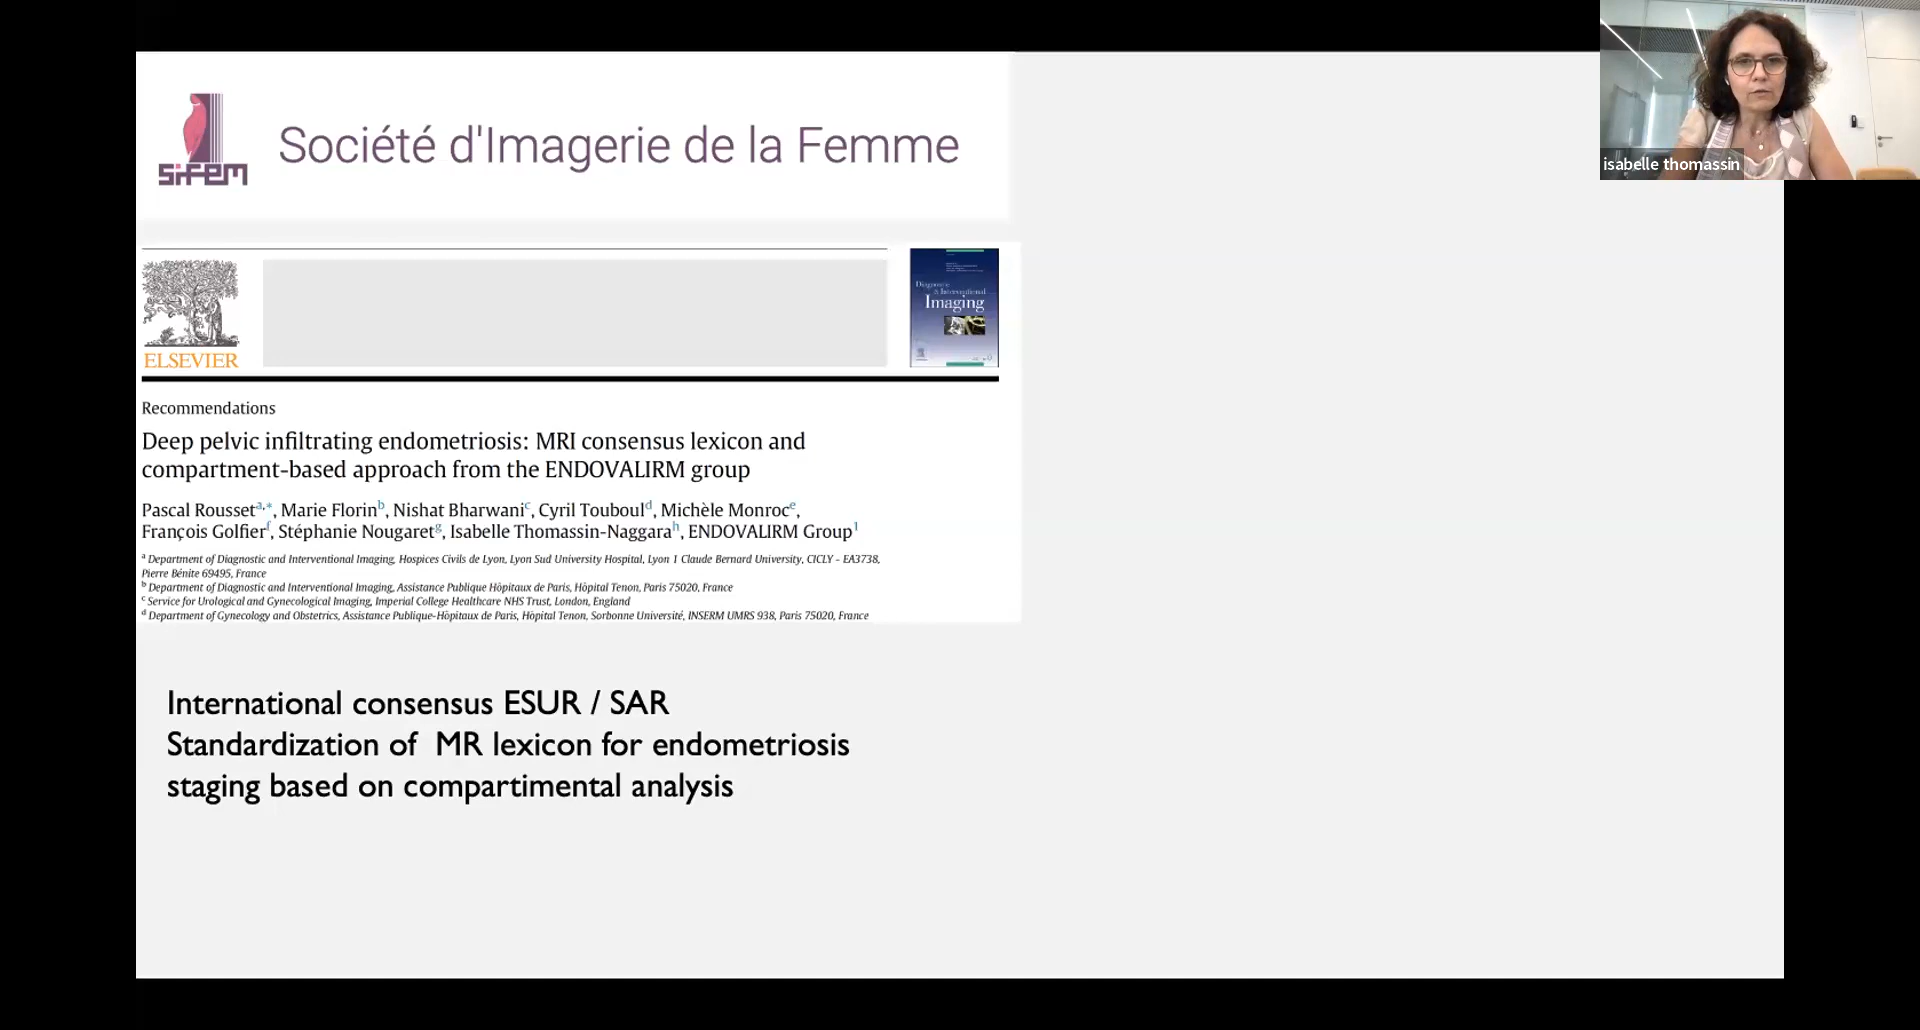 sifem
Société d'Imagerie de la Femme
isabelle thomassin
ELSEVIER
Diagnostic
& Interventional
Imaging
Recommendations
Deep pelvic infiltrating endometriosis: MRI consensus lexicon and
compartment-based approach from the ENDOVALIRM group
Pascal Rousset a,*, Marie Florin b, Nishat Bharwani c, Cyril Touboul d, Michèle Monroc e,
François Golfier f, Stéphanie Nougaret g, Isabelle Thomassin-Naggara h, ENDOVALIRM Group 1
a Department of Diagnostic and Interventional Imaging, Hospices Civils de Lyon, Lyon Sud University Hospital, Lyon 1 Claude Bernard University, CICLY – EA3738,
Pierre Bénite 69495, France
b Department of Diagnostic and Interventional Imaging, Assistance Publique Hôpitaux de Paris, Hôpital Tenon, Paris 75020, France
c Service for Urological and Gynecological Imaging, Imperial College Healthcare NHS Trust, London, England
d Department of Gynecology and Obstetrics, Assistance Publique-Hôpitaux de Paris, Hôpital Tenon, Sorbonne Université, INSERM UMRS 938, Paris 75020, France
International consensus ESUR / SAR
Standardization of MR lexicon for endometriosis
staging based on compartimental analysis